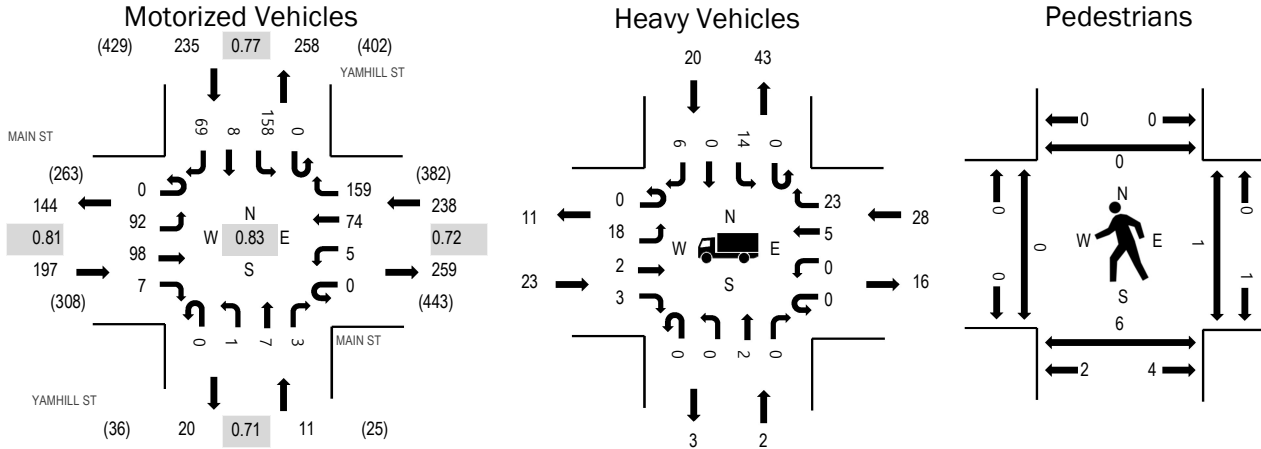 Motorized Vehicles
Heavy Vehicles
Pedestrians
(429) 235 0.77 258 (402)
YAMHILL ST
MAIN ST
69 8 158 0
(263)
144
0.81
197
(308)
0
92
98
7
N
W 0.83 E
S
159
74
5
0
(382)
238
0.72
259
(443)
0 1 7 3
MAIN ST
YAMHILL ST
(36) 20 0.71 11 (25)
20 43
6 0 14 0
11
23
0
18
2
3
N
W E
S
23
5
0
0
28
16
0 0 2 0
3 2
0 0
0
0
0
0
N
W E
S
1
0
1
6
2 4